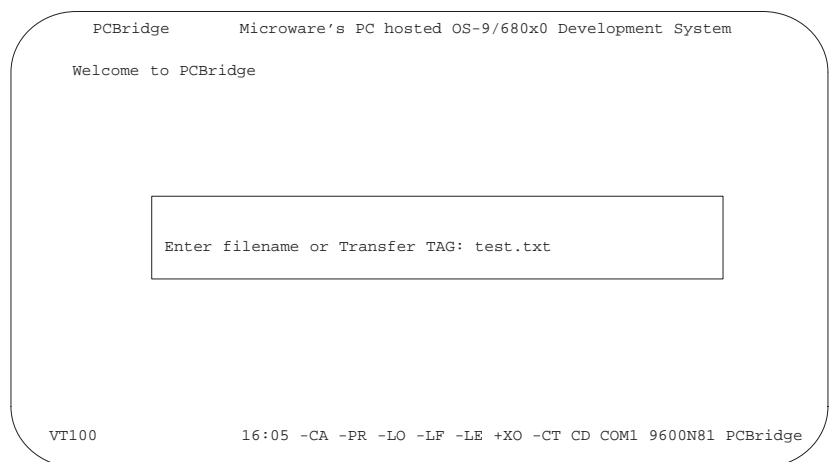 PCBridge Microware's PC hosted OS-9/680x0 Development System
Welcome to PCBridge
Enter filename or Transfer TAG: test.txt
VT100 16:05 -CA -PR -LO -LF -LE +XO -CT CD COM1 9600N81 PCBridge